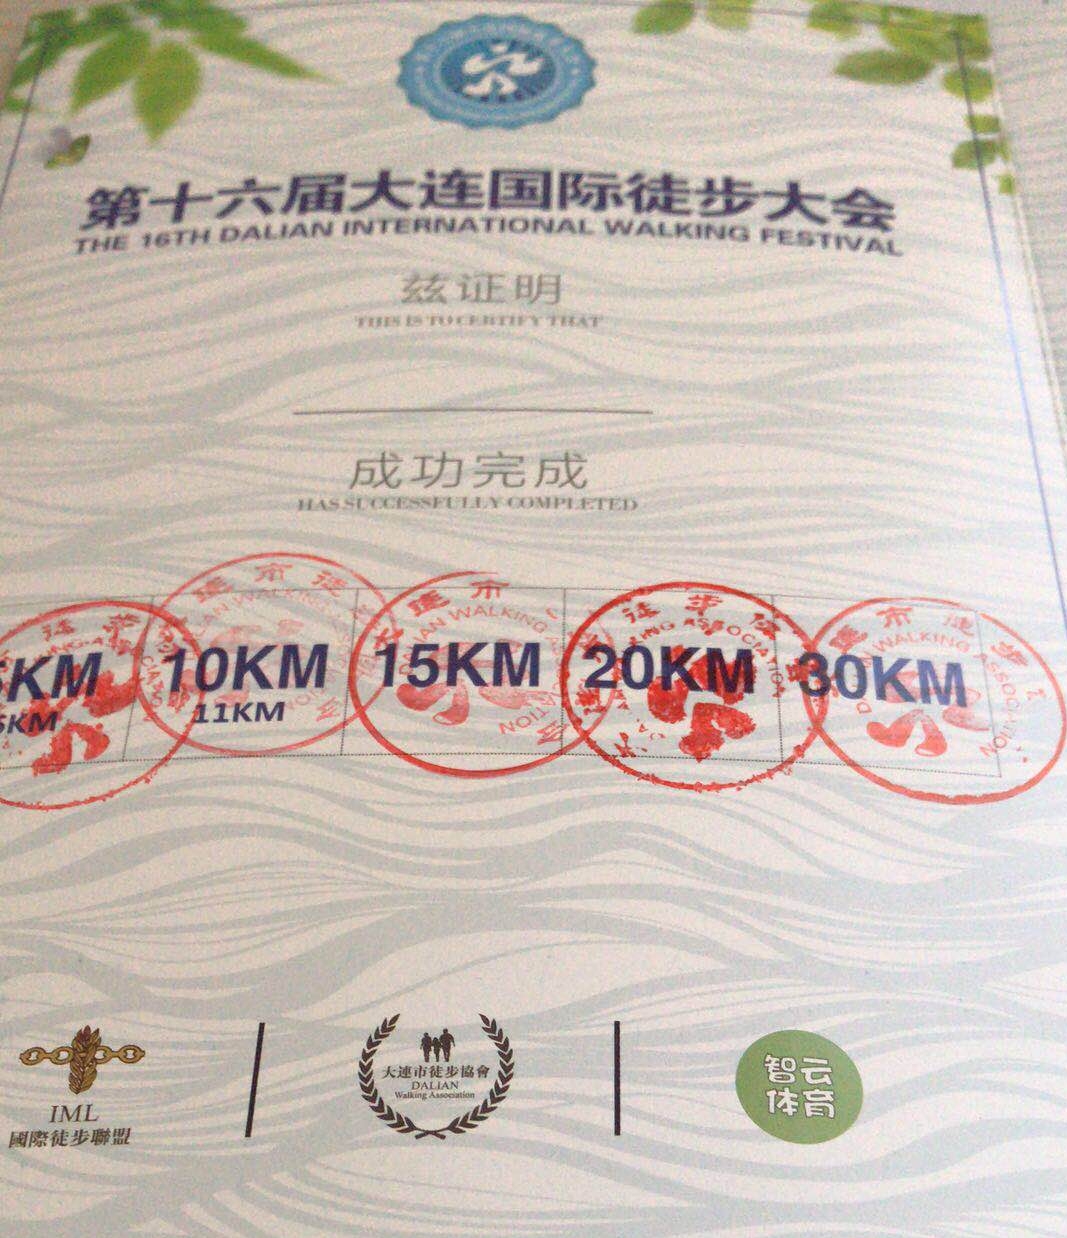 第十六届大连国际徒步大会
THE 16TH DALIAN INTERNATIONAL WALKING FESTIVAL
兹证明
THIS IS TO CERTIFY THAT
成功完成
HAS SUCCESSFULLY COMPLETED
5KM 10KM 15KM 20KM 30KM
11KM
IML
國際徒步聯盟
大連市徒步協會
DALIAN
Walking Association
智云
体育